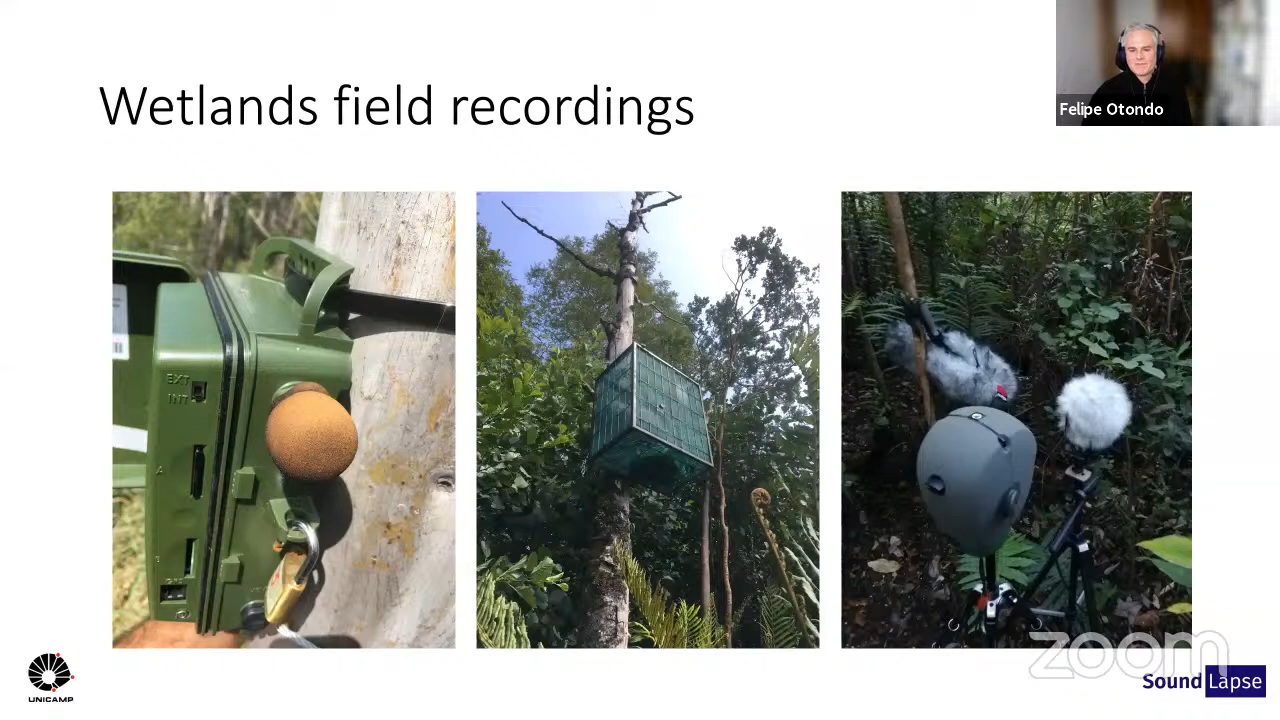 Wetlands field recordings
Felipe Otondo
EXT
INT
UNICAMP
zoom
Sound Lapse